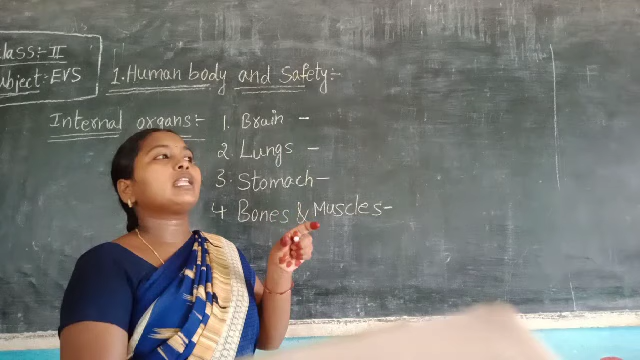 class:- II
ubject:- EVS
1. Human body and Safety:-
Internal organs:-
1. Brain -
2. Lungs -
3. Stomach-
4 Bones & Muscles-
F